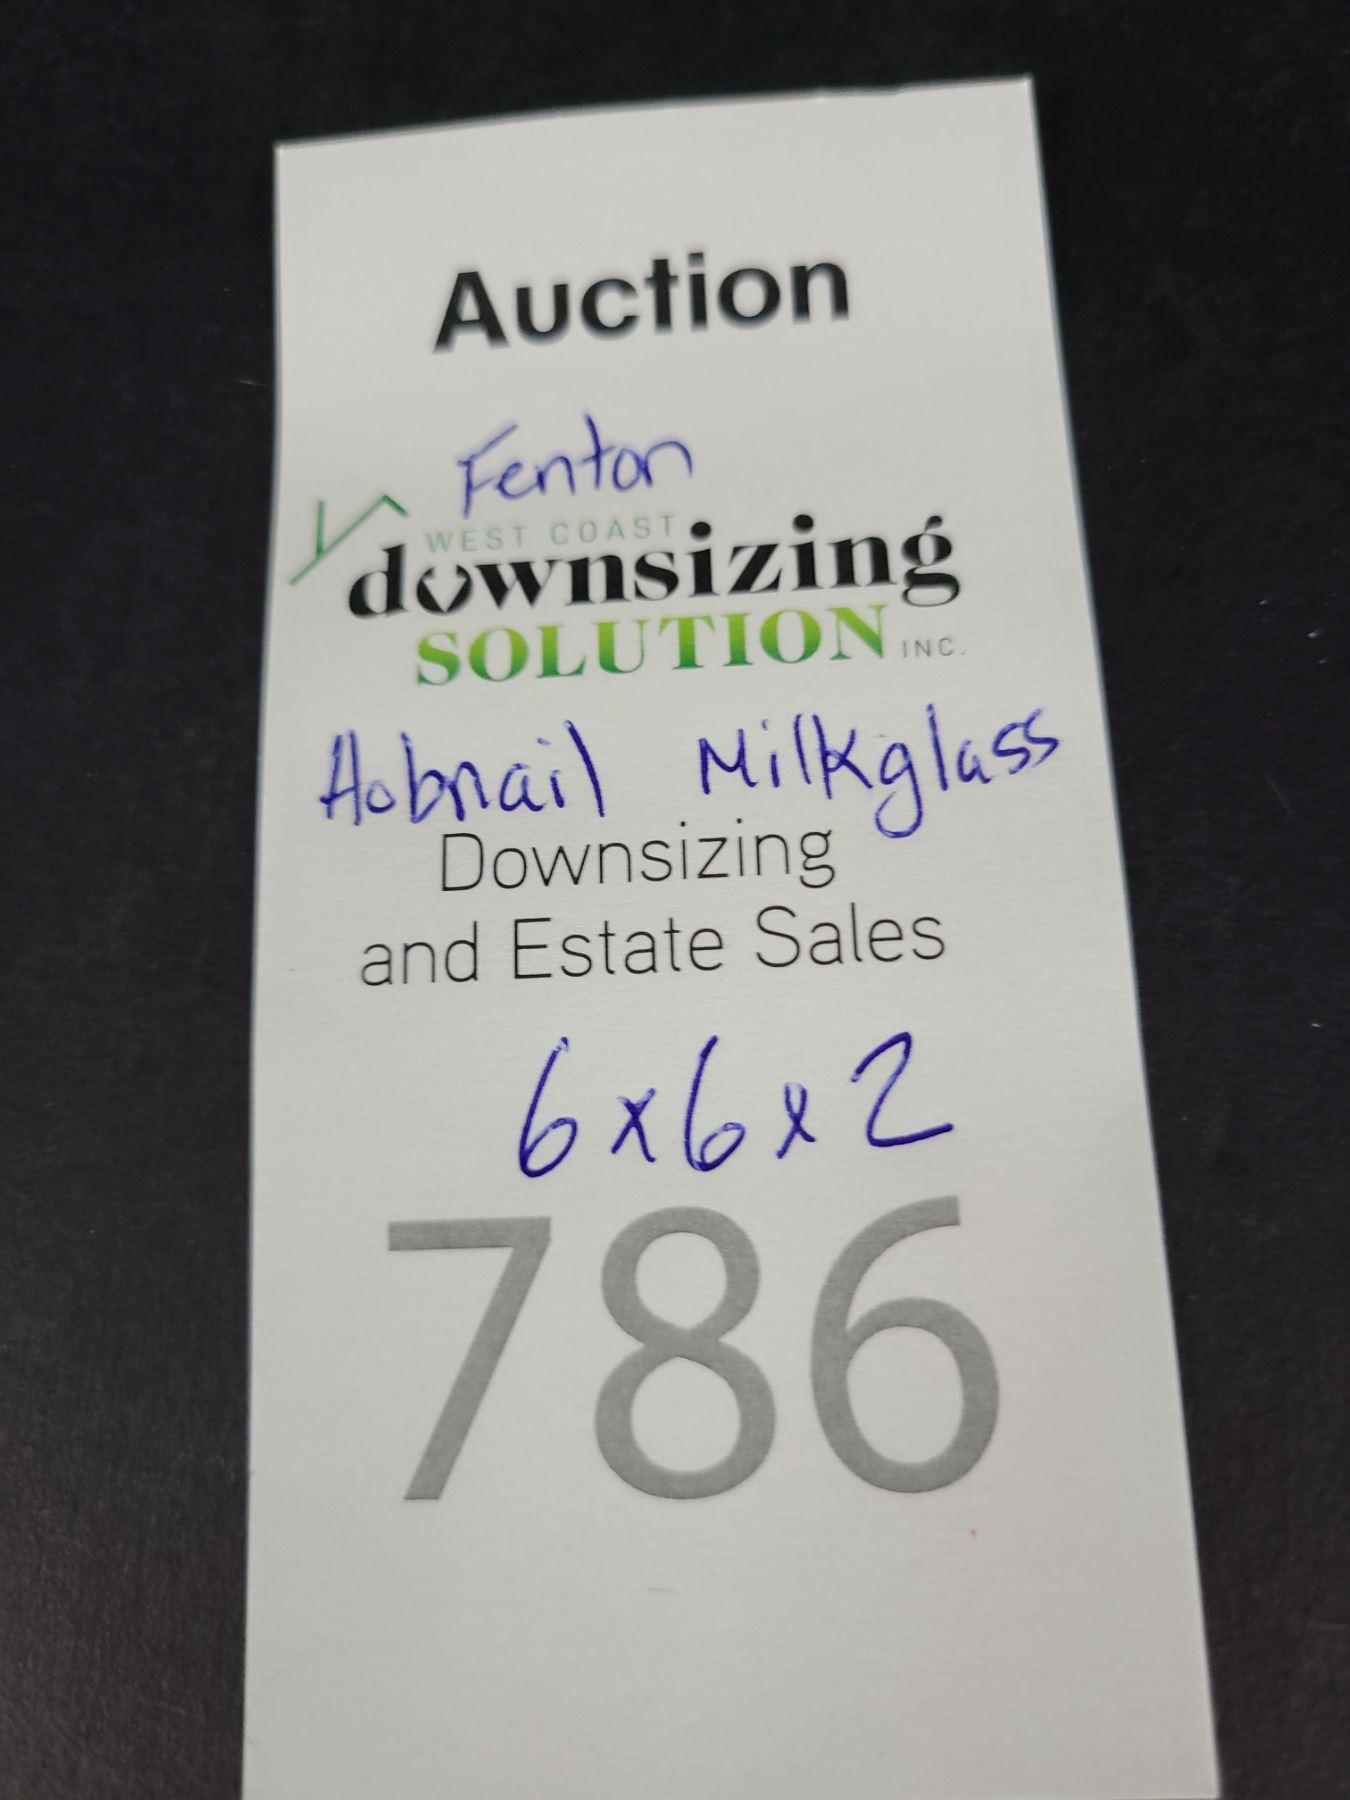 Auction
Fenton
WEST COAST
downsizing
SOLUTION INC.
Hobnail Milkglass
Downsizing
and Estate Sales
6x6x2
786